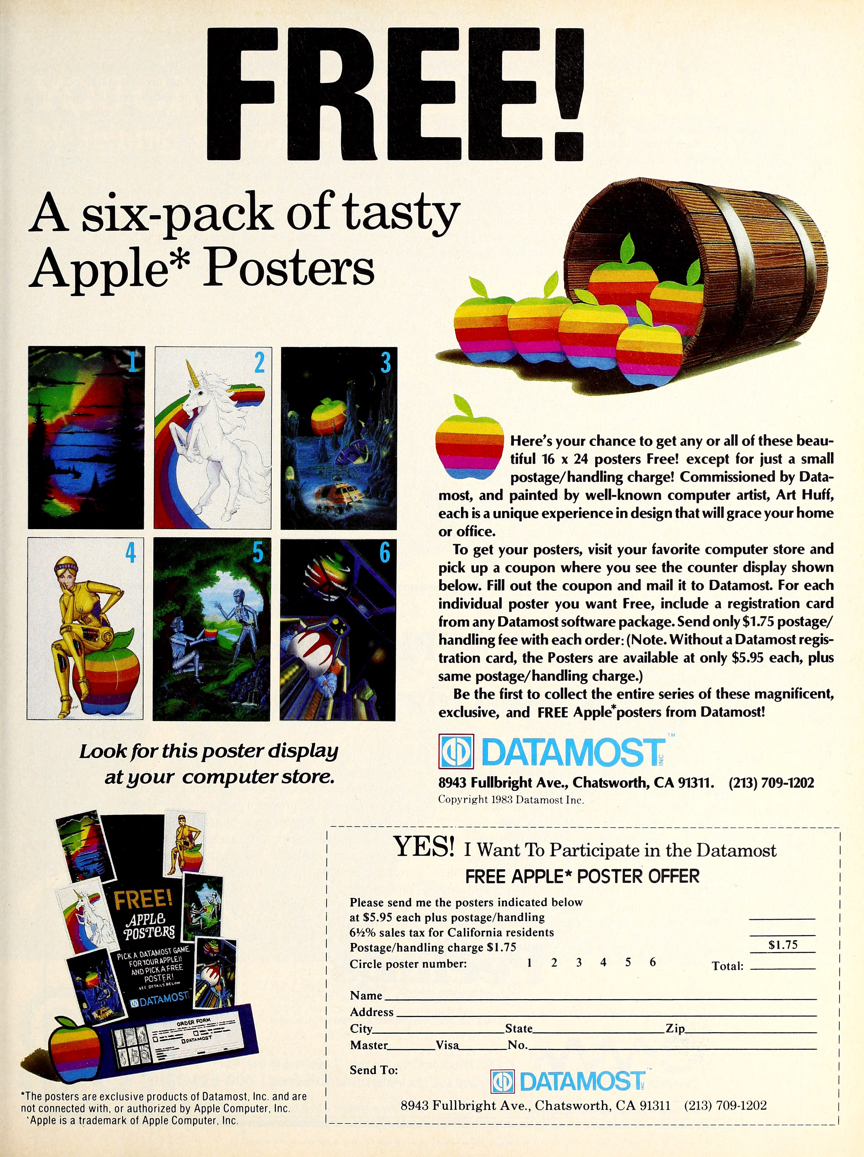 FREE!
A six-pack of tasty
Apple* Posters
1
2
3
4
5
6
Here's your chance to get any or all of these beau-
tiful 16 x 24 posters Free! except for just a small
postage/handling charge! Commissioned by Data-
most, and painted by well-known computer artist, Art Huff,
each is a unique experience in design that will grace your home
or office.
To get your posters, visit your favorite computer store and
pick up a coupon where you see the counter display shown
below. Fill out the coupon and mail it to Datamost. For each
individual poster you want Free, include a registration card
from any Datamost software package. Send only $1.75 postage/
handling fee with each order: (Note. Without a Datamost regis-
tration card, the Posters are available at only $5.95 each, plus
same postage/handling charge.)
Be the first to collect the entire series of these magnificent,
exclusive, and FREE Apple* posters from Datamost!
DATAMOST INC ™
8943 Fullbright Ave., Chatsworth, CA 91311. (213) 709-1202
Copyright 1983 Datamost Inc.
Look for this poster display
at your computer store.
FREE!
APPLE
POSTERS
PICK A DATAMOST GAME
FOR YOUR APPLE II
AND PICK A FREE
POSTER!
SEE DETAILS BELOW
DATAMOST
ORDER FORM
DATAMOST
*The posters are exclusive products of Datamost, Inc. and are
not connected with, or authorized by Apple Computer, Inc.
*Apple is a trademark of Apple Computer, Inc.
YES! I Want To Participate in the Datamost
FREE APPLE* POSTER OFFER
Please send me the posters indicated below
at $5.95 each plus postage/handling
6½% sales tax for California residents
Postage/handling charge $1.75 $1.75
Circle poster number: 1 2 3 4 5 6 Total:
Name
Address
City State Zip
Master Visa No.
Send To:
DATAMOST
8943 Fullbright Ave., Chatsworth, CA 91311 (213) 709-1202